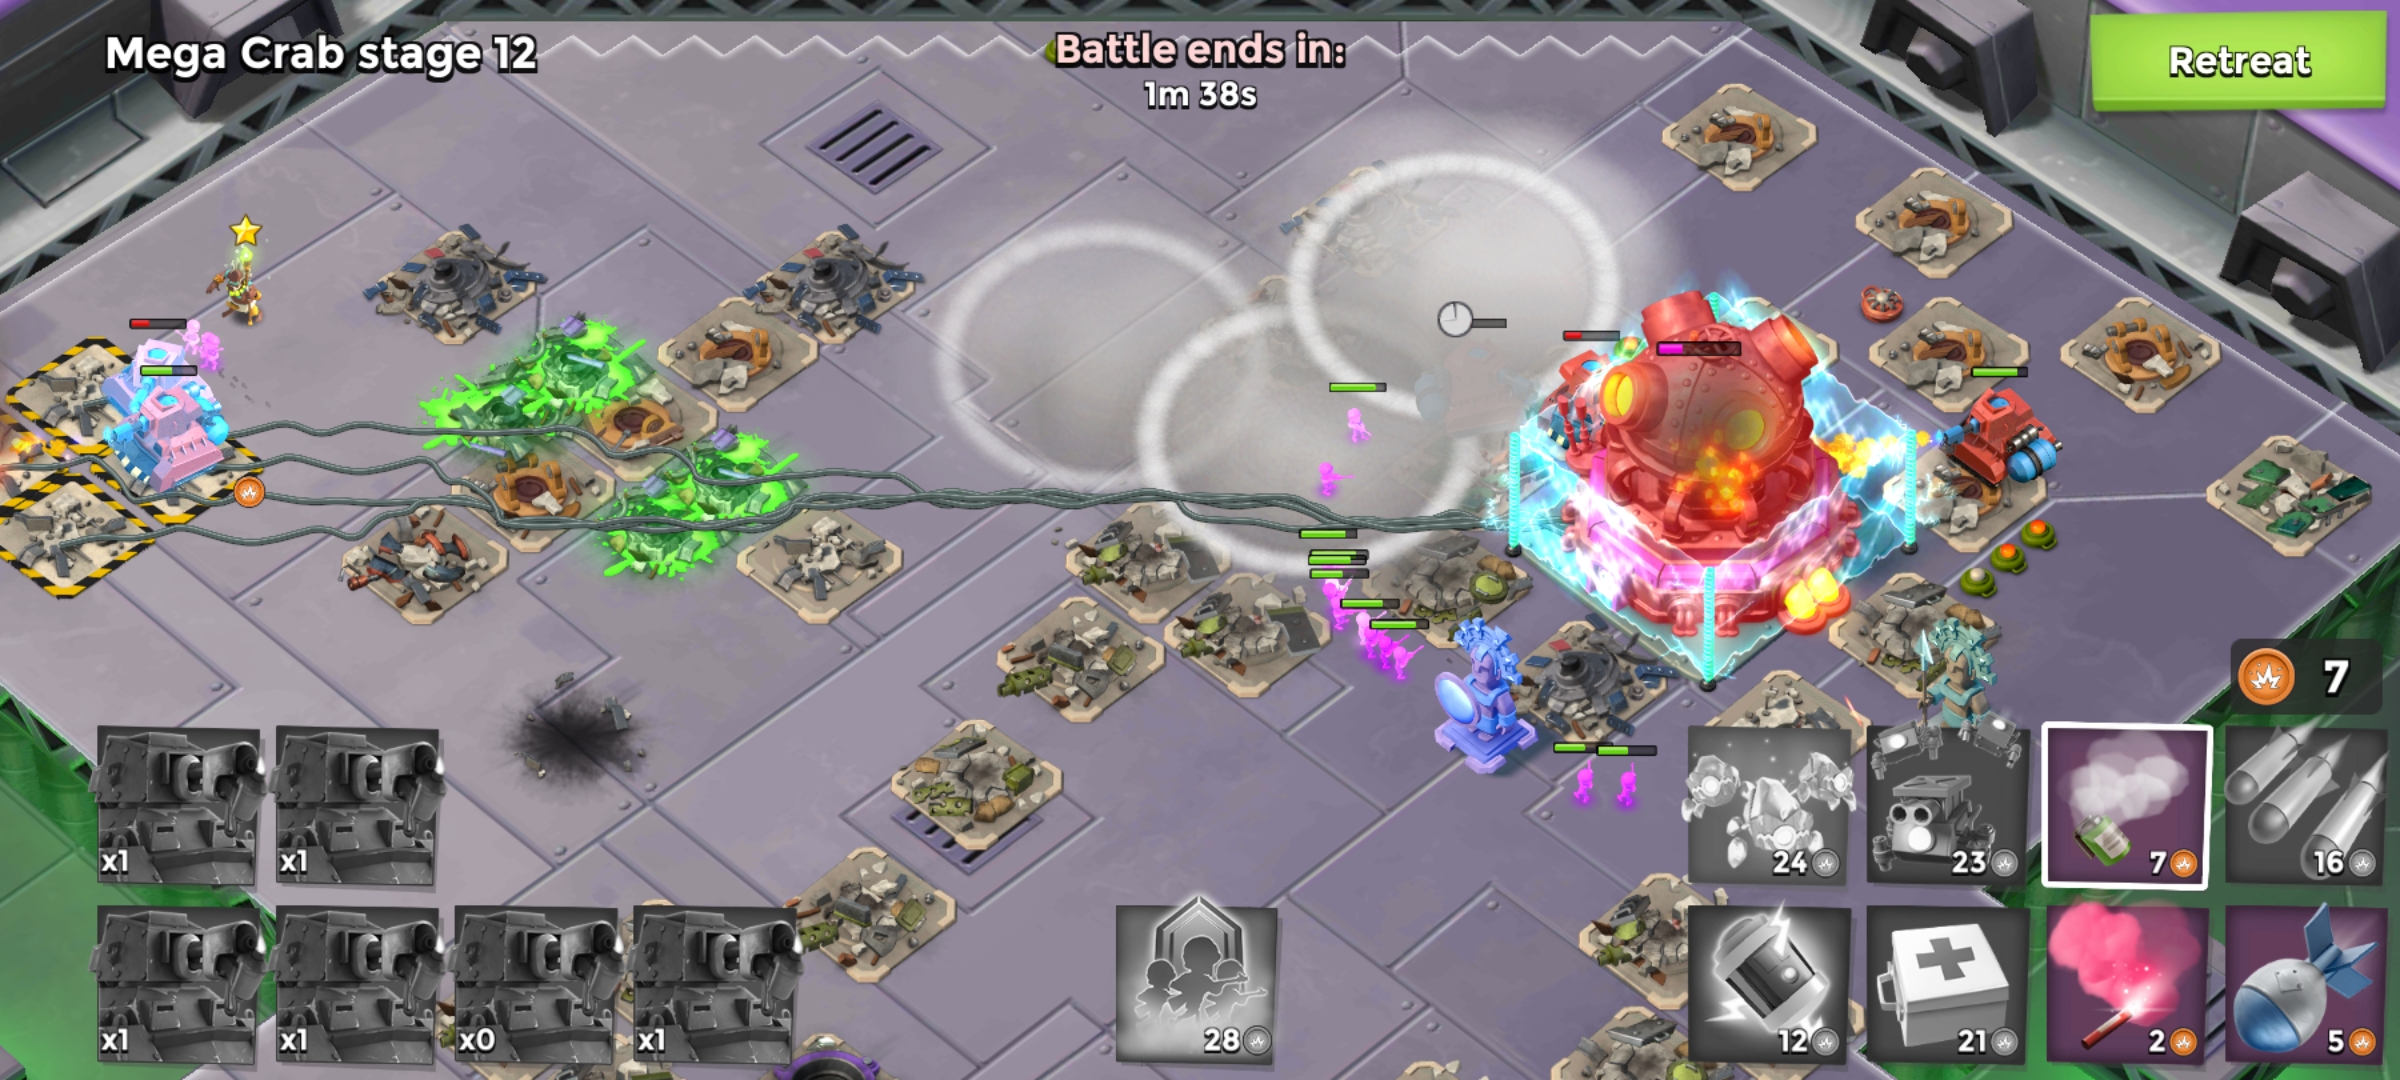 Mega Crab stage 12
Battle ends in:
1m 38s
Retreat
7
x1
x1
24
23
7
16
x1
x1
x0
x1
28
12
21
2
5